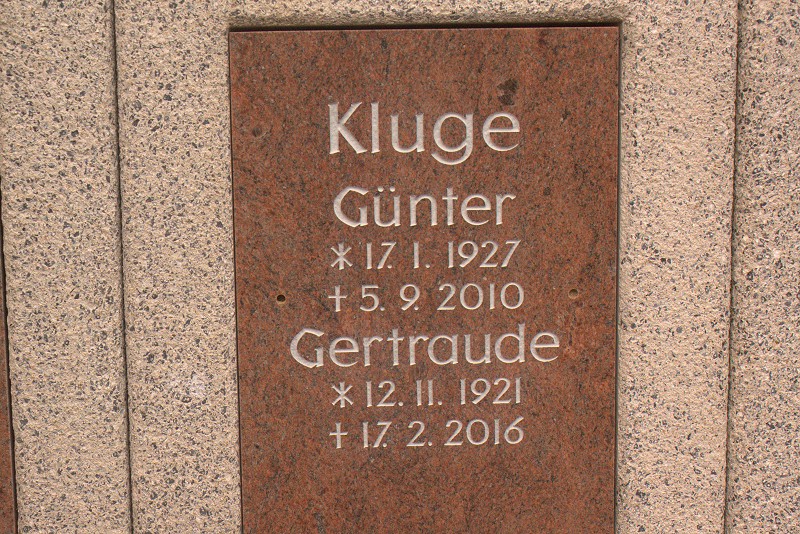 Kluge
Günter
* 17. 1. 1927
† 5. 9. 2010
Gertraude
* 12. 11. 1921
† 17. 2. 2016